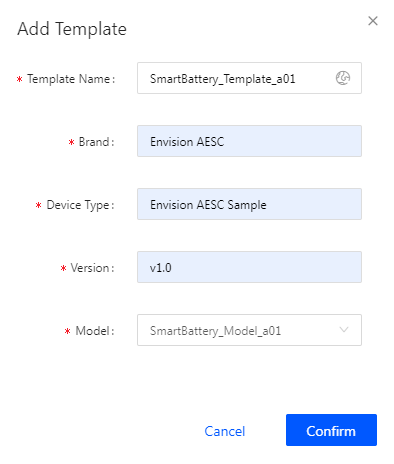 Add Template
* Template Name: SmartBattery_Template_a01
* Brand: Envision AESC
* Device Type: Envision AESC Sample
* Version: v1.0
* Model: SmartBattery_Model_a01
Cancel Confirm